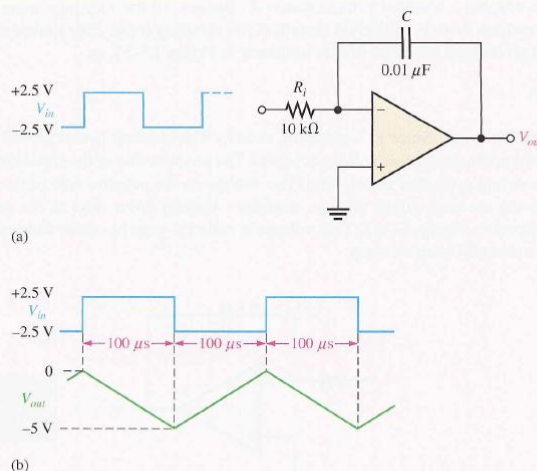 C
0.01 μF
+2.5 V
V_in
−2.5 V
R_i
10 kΩ
−
+
(a)
+2.5 V
V_in
−2.5 V
100 μs
100 μs
100 μs
0
V_out
−5 V
(b)